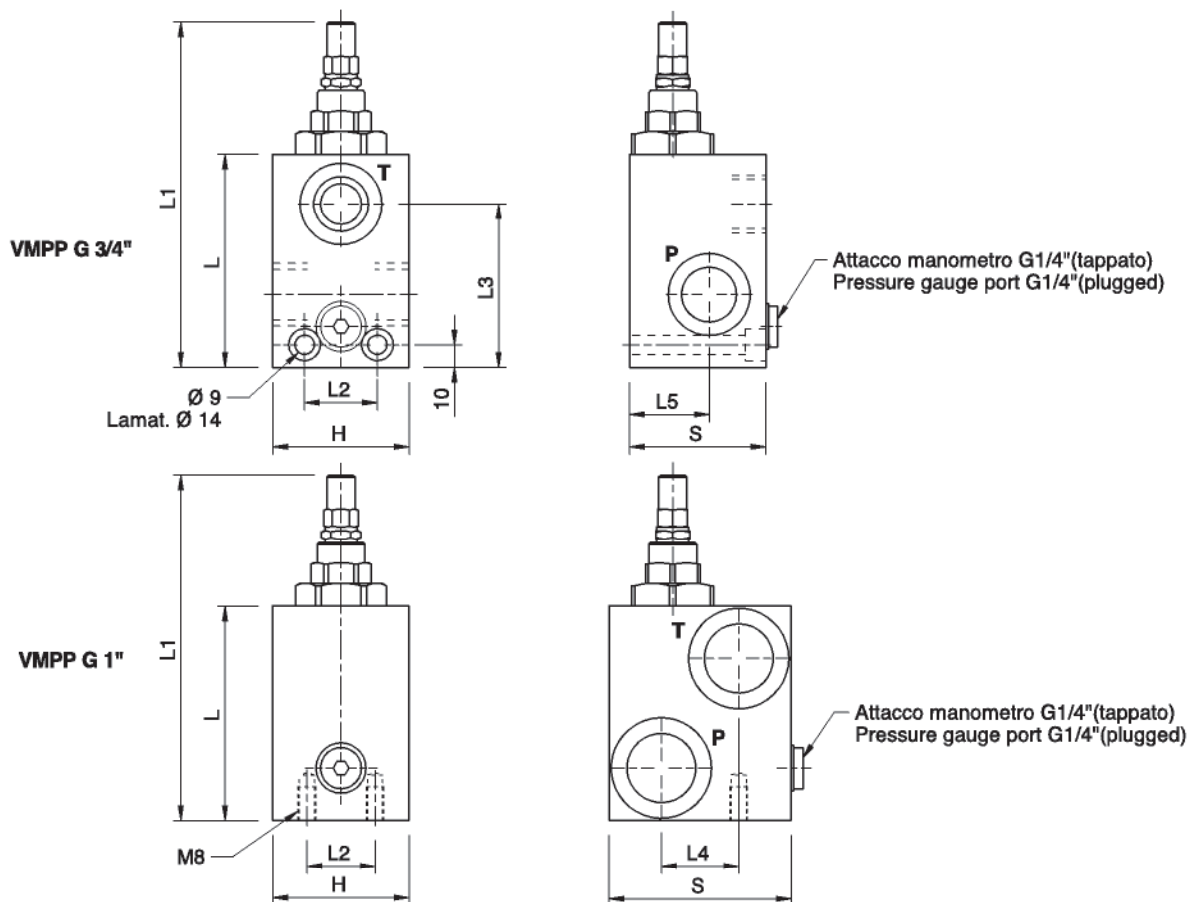 VMPP G 3/4"
L1
L
T
L3
Ø 9
Lamat. Ø 14
L2
10
H
P
Attacco manometro G1/4"(tappato)
Pressure gauge port G1/4"(plugged)
L5
S
VMPP G 1"
L1
L
M8
L2
H
T
P
Attacco manometro G1/4"(tappato)
Pressure gauge port G1/4"(plugged)
L4
S